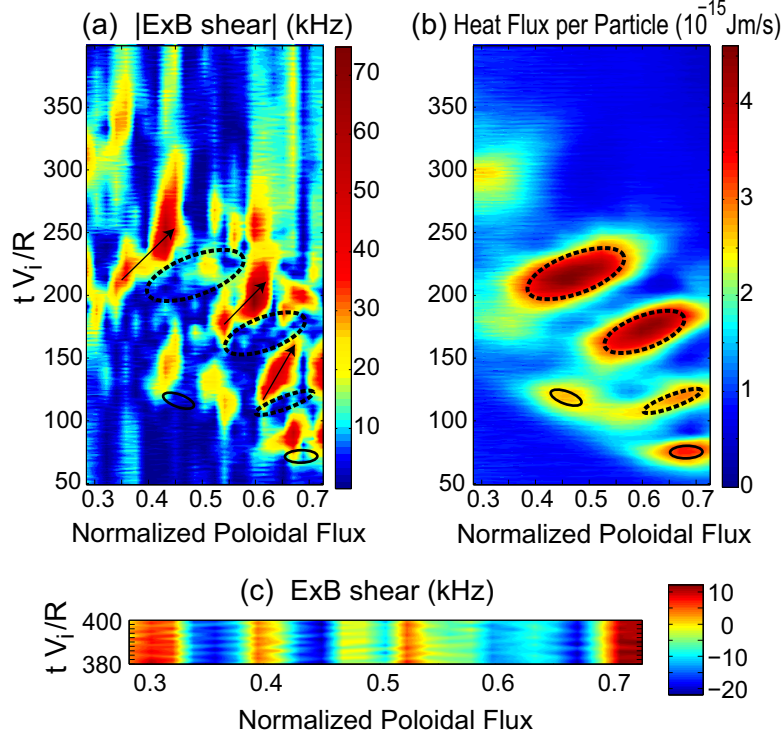 (a) |ExB shear| (kHz)
70
60
50
40
30
20
10
350
300
250
200
150
100
50
0.3 0.4 0.5 0.6 0.7
t Vi/R
Normalized Poloidal Flux
(b) Heat Flux per Particle (10-15Jm/s)
4
3
2
1
0
350
300
250
200
150
100
50
0.3 0.4 0.5 0.6 0.7
Normalized Poloidal Flux
(c) ExB shear (kHz)
400
380
t Vi/R
0.3 0.4 0.5 0.6 0.7
Normalized Poloidal Flux
10
0
−10
−20